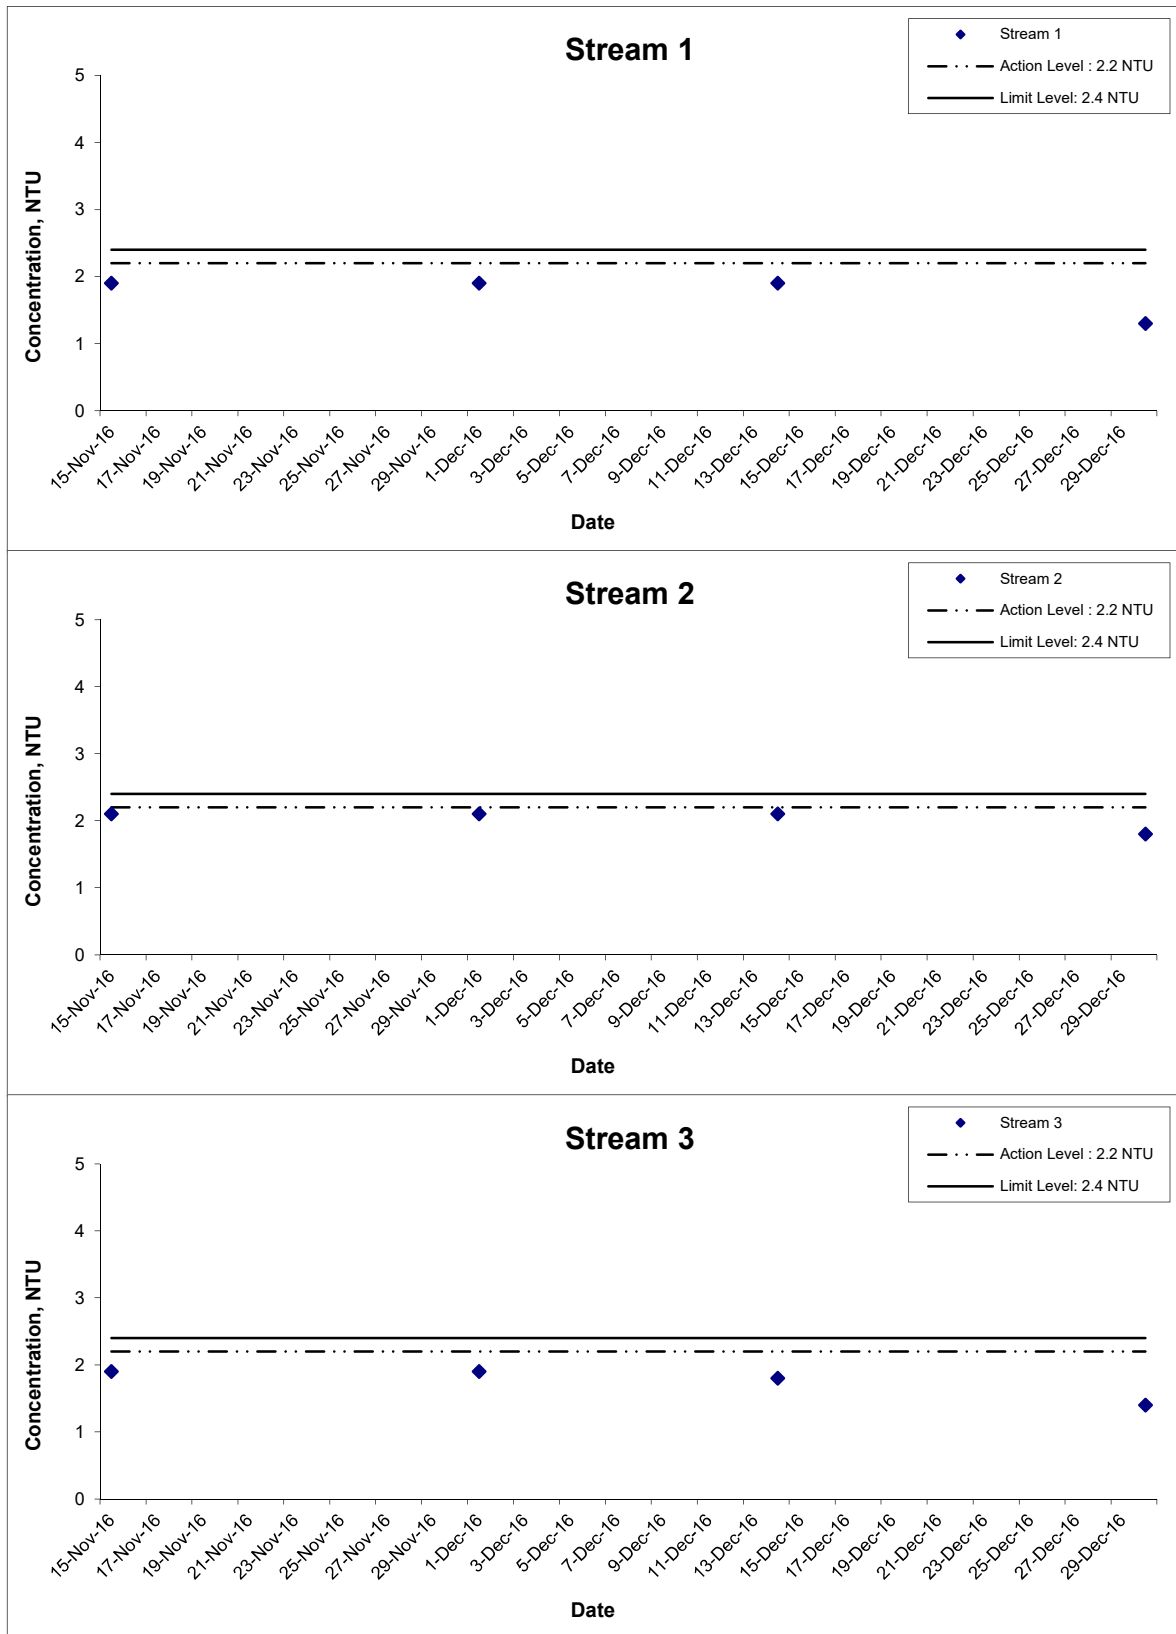 Stream 1
Stream 1
Action Level : 2.2 NTU
Limit Level: 2.4 NTU
Concentration, NTU
5
4
3
2
1
0
15-Nov-16
17-Nov-16
19-Nov-16
21-Nov-16
23-Nov-16
25-Nov-16
27-Nov-16
29-Nov-16
1-Dec-16
3-Dec-16
5-Dec-16
7-Dec-16
9-Dec-16
11-Dec-16
13-Dec-16
15-Dec-16
17-Dec-16
19-Dec-16
21-Dec-16
23-Dec-16
25-Dec-16
27-Dec-16
29-Dec-16
Date
Stream 2
Stream 2
Action Level : 2.2 NTU
Limit Level: 2.4 NTU
Concentration, NTU
5
4
3
2
1
0
15-Nov-16
17-Nov-16
19-Nov-16
21-Nov-16
23-Nov-16
25-Nov-16
27-Nov-16
29-Nov-16
1-Dec-16
3-Dec-16
5-Dec-16
7-Dec-16
9-Dec-16
11-Dec-16
13-Dec-16
15-Dec-16
17-Dec-16
19-Dec-16
21-Dec-16
23-Dec-16
25-Dec-16
27-Dec-16
29-Dec-16
Date
Stream 3
Stream 3
Action Level : 2.2 NTU
Limit Level: 2.4 NTU
Concentration, NTU
5
4
3
2
1
0
15-Nov-16
17-Nov-16
19-Nov-16
21-Nov-16
23-Nov-16
25-Nov-16
27-Nov-16
29-Nov-16
1-Dec-16
3-Dec-16
5-Dec-16
7-Dec-16
9-Dec-16
11-Dec-16
13-Dec-16
15-Dec-16
17-Dec-16
19-Dec-16
21-Dec-16
23-Dec-16
25-Dec-16
27-Dec-16
29-Dec-16
Date